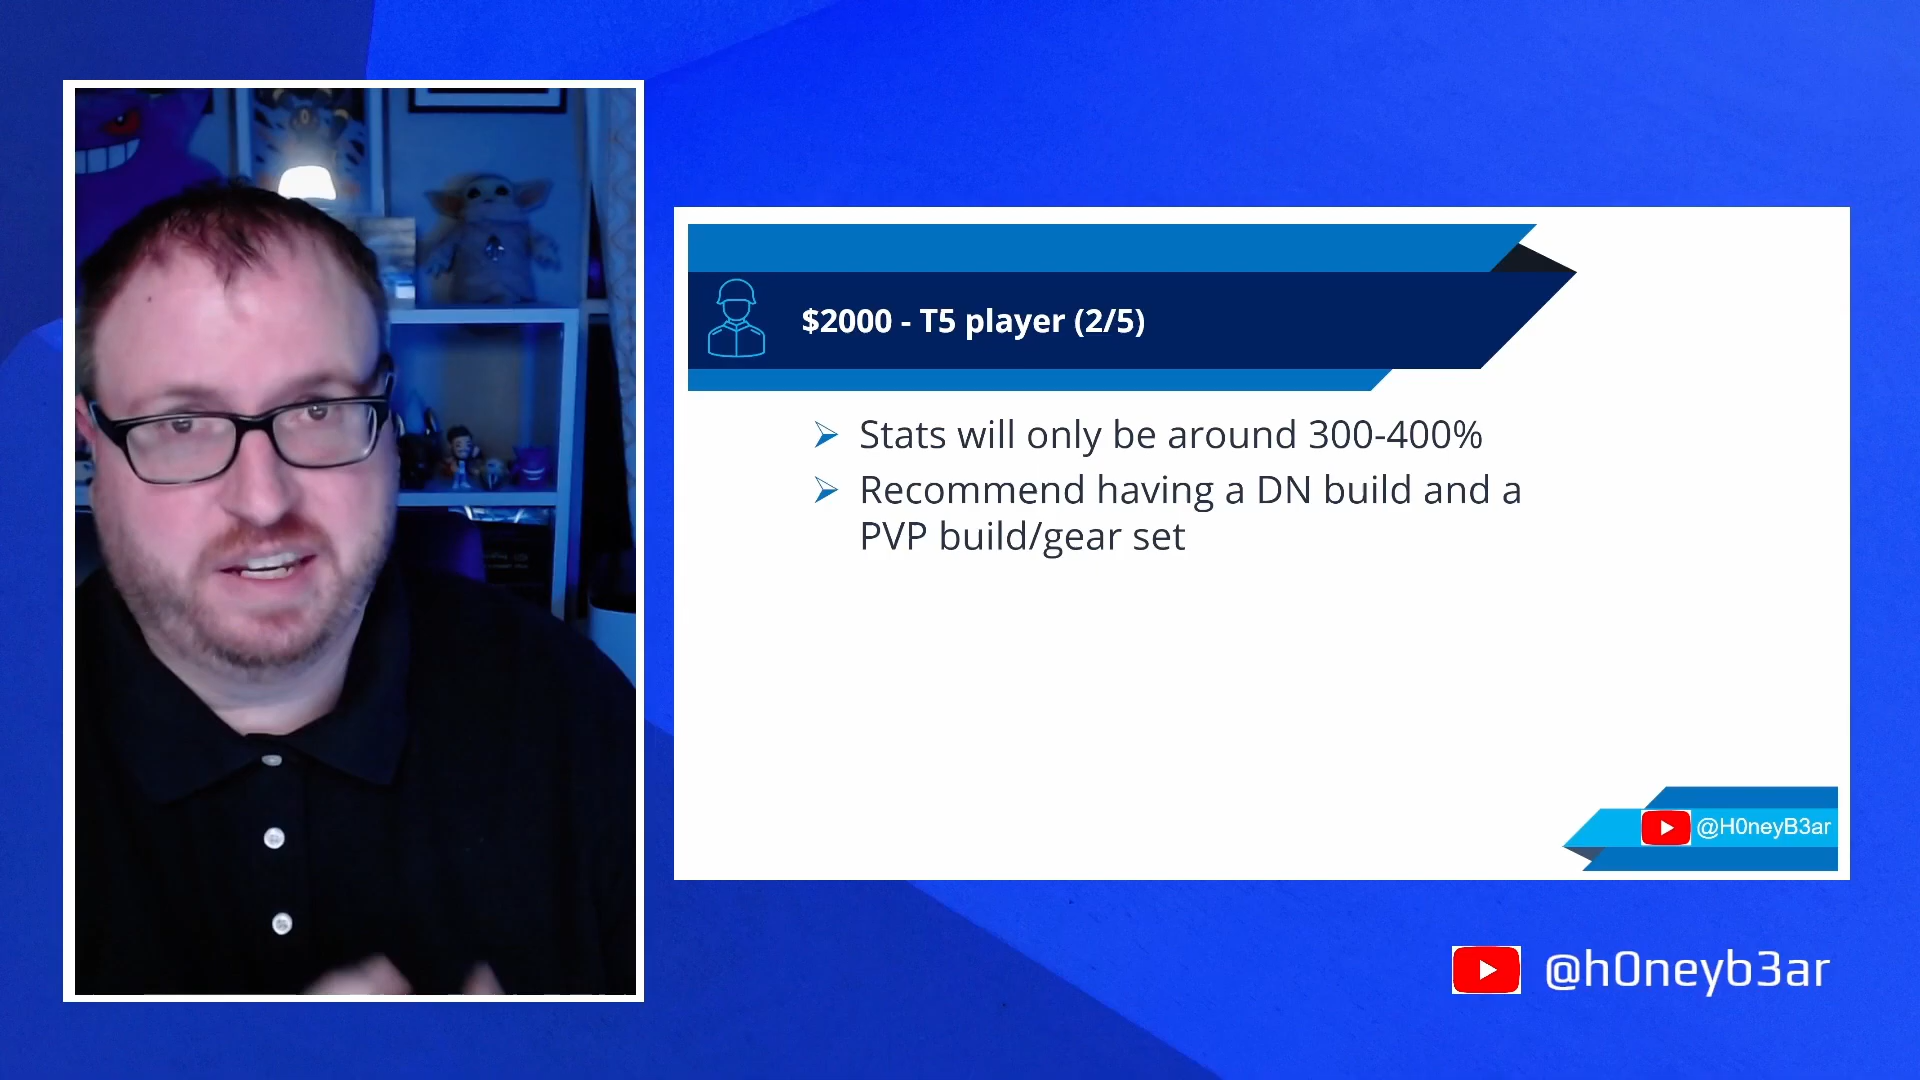 $2000 - T5 player (2/5)
Stats will only be around 300-400%
Recommend having a DN build and a
PVP build/gear set
@H0neyB3ar
@h0neyb3ar